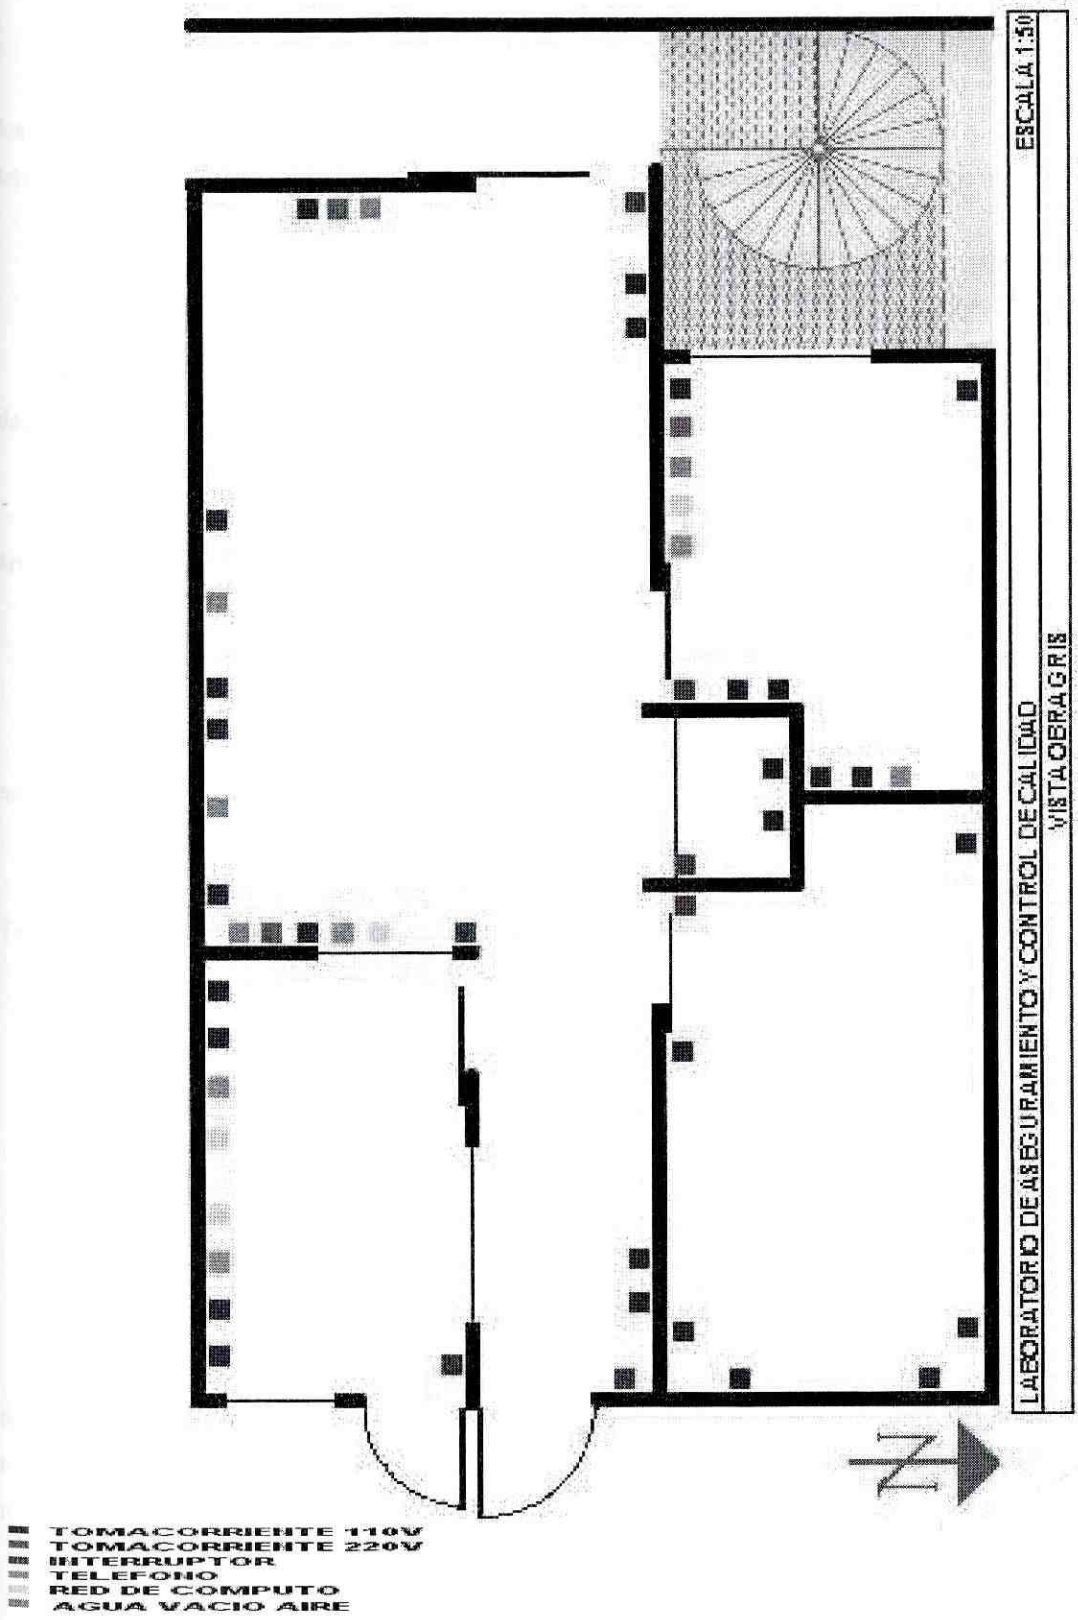 ESCALA 1:50
LABORATORIO DE ASEGURAMIENTO Y CONTROL DE CALIDAD
VISTA OBRA GRIS
N
TOMACORRIENTE 110V
TOMACORRIENTE 220V
INTERRUPTOR
TELEFONO
RED DE COMPUTO
AGUA VACIO AIRE